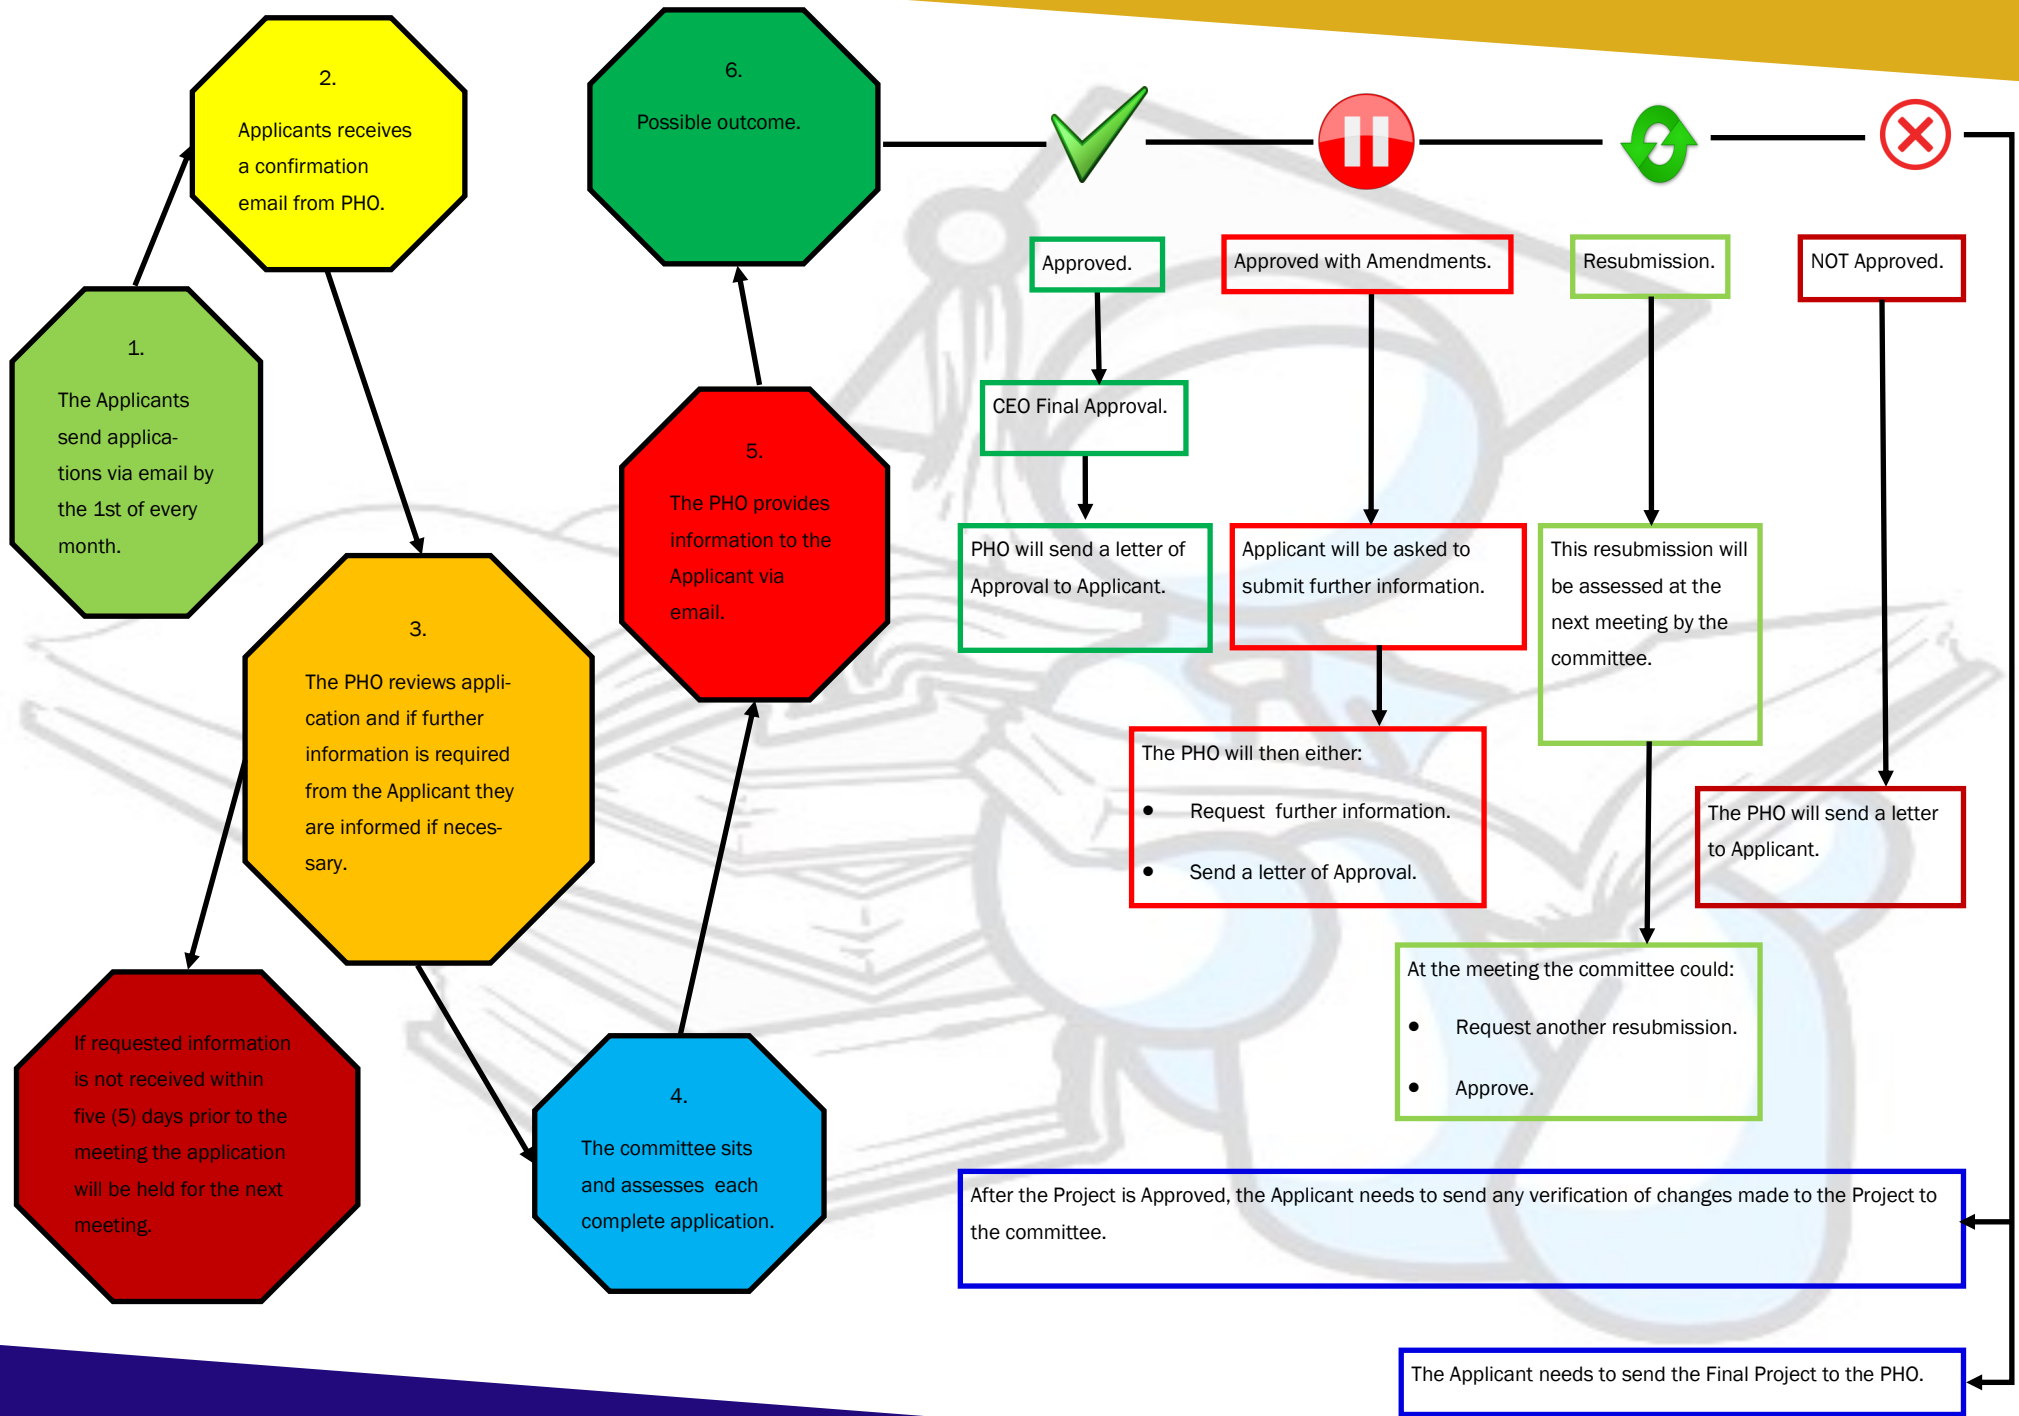 1.
The Applicants
send applica-
tions via email by
the 1st of every
month.
2.
Applicants receives
a confirmation
email from PHO.
3.
The PHO reviews appli-
cation and if further
information is required
from the Applicant they
are informed if neces-
sary.
If requested information
is not received within
five (5) days prior to the
meeting the application
will be held for the next
meeting.
4.
The committee sits
and assesses each
complete application.
5.
The PHO provides
information to the
Applicant via
email.
6.
Possible outcome.
Approved.
CEO Final Approval.
PHO will send a letter of
Approval to Applicant.
Approved with Amendments.
Applicant will be asked to
submit further information.
The PHO will then either:
● Request further information.
● Send a letter of Approval.
Resubmission.
This resubmission will
be assessed at the
next meeting by the
committee.
At the meeting the committee could:
● Request another resubmission.
● Approve.
NOT Approved.
The PHO will send a letter
to Applicant.
After the Project is Approved, the Applicant needs to send any verification of changes made to the Project to
the committee.
The Applicant needs to send the Final Project to the PHO.